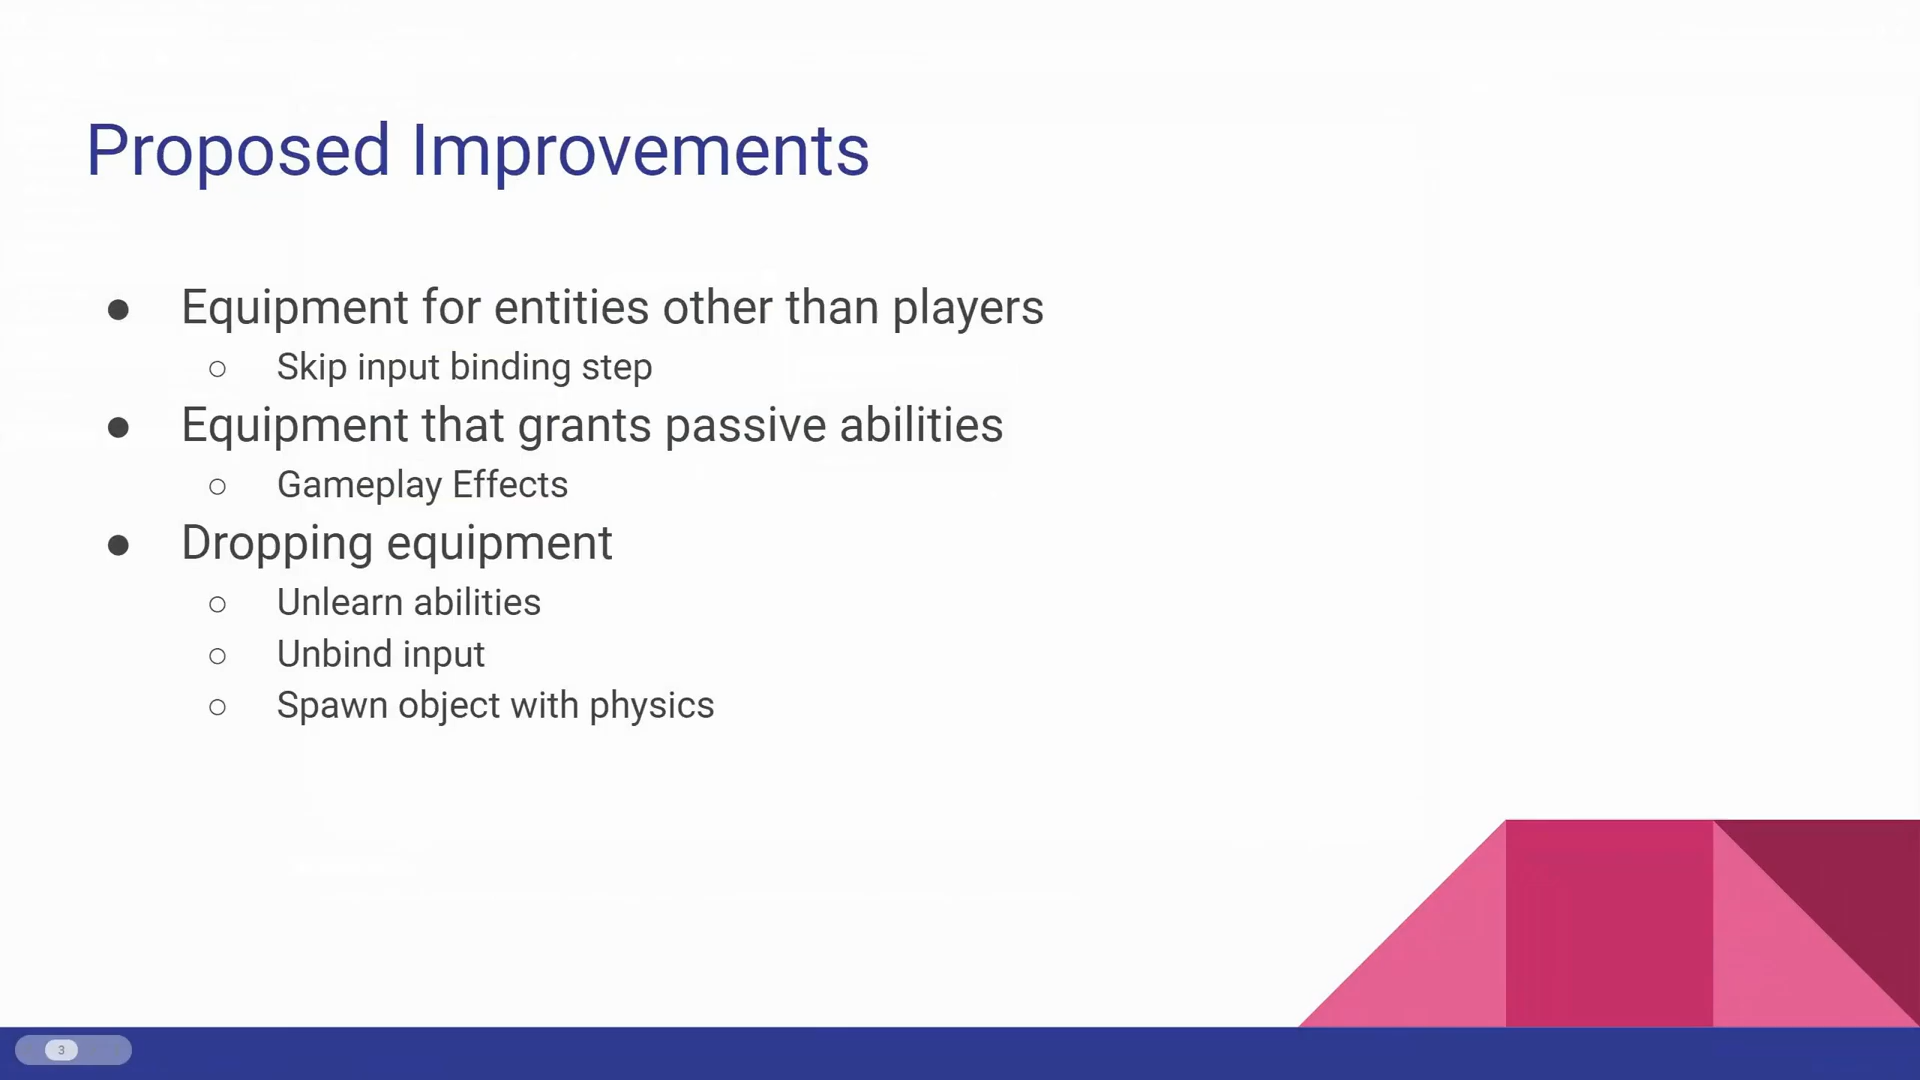 Proposed Improvements
● Equipment for entities other than players
○ Skip input binding step
● Equipment that grants passive abilities
○ Gameplay Effects
● Dropping equipment
○ Unlearn abilities
○ Unbind input
○ Spawn object with physics
3